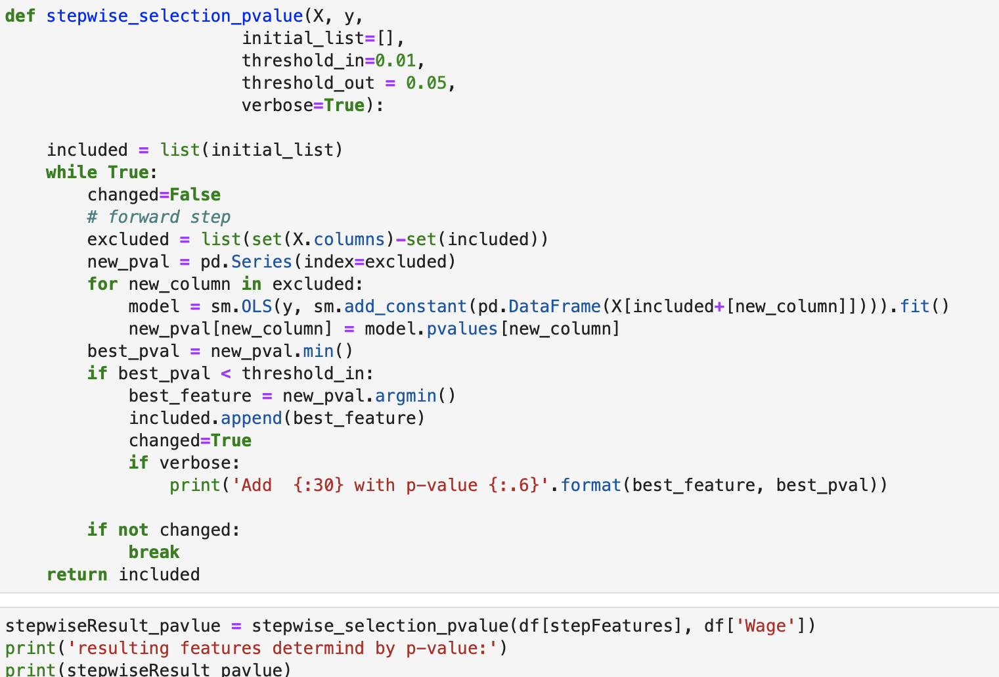 def stepwise_selection_pvalue(X, y,
                       initial_list=[],
                       threshold_in=0.01,
                       threshold_out = 0.05,
                       verbose=True):

    included = list(initial_list)
    while True:
        changed=False
        # forward step
        excluded = list(set(X.columns)-set(included))
        new_pval = pd.Series(index=excluded)
        for new_column in excluded:
            model = sm.OLS(y, sm.add_constant(pd.DataFrame(X[included+[new_column]]))).fit()
            new_pval[new_column] = model.pvalues[new_column]
        best_pval = new_pval.min()
        if best_pval < threshold_in:
            best_feature = new_pval.argmin()
            included.append(best_feature)
            changed=True
            if verbose:
                print('Add  {:30} with p-value {:.6}'.format(best_feature, best_pval))

        if not changed:
            break
    return included
stepwiseResult_pavlue = stepwise_selection_pvalue(df[stepFeatures], df['Wage'])
print('resulting features determind by p-value:')
print(stepwiseResult_pavlue)